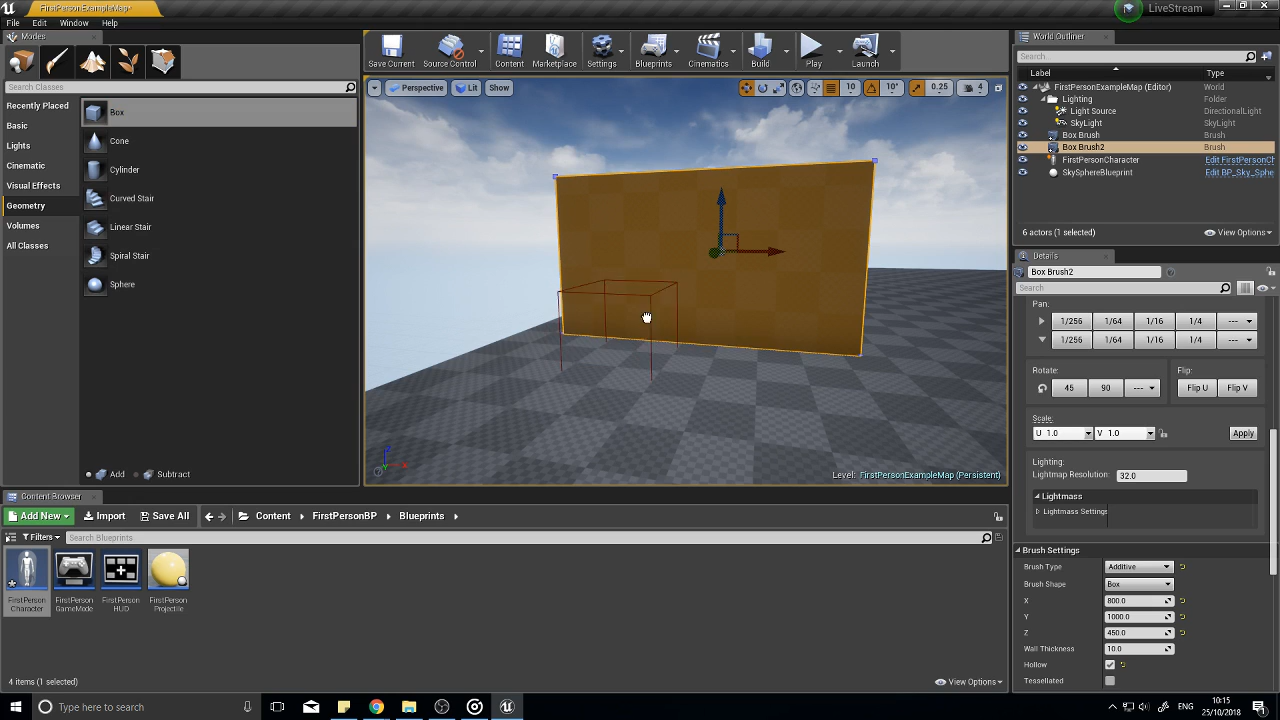 FirstPersonExampleMap*
LiveStream
File Edit Window Help
Modes
Search Classes
Recently Placed
Basic
Lights
Cinematic
Visual Effects
Geometry
Volumes
All Classes
Box
Cone
Cylinder
Curved Stair
Linear Stair
Spiral Stair
Sphere
Add Subtract
Save Current Source Control Content Marketplace Settings Blueprints Cinematics Build Play Launch
Perspective Lit Show
10 10° 0.25 4
Level: FirstPersonExampleMap (Persistent)
World Outliner
Search...
Label Type
FirstPersonExampleMap (Editor) World
Lighting Folder
Light Source DirectionalLight
SkyLight SkyLight
Box Brush Brush
Box Brush2 Brush
FirstPersonCharacter Edit FirstPersonCh
SkySphereBlueprint Edit BP_Sky_Sphe
6 actors (1 selected) View Options
Details
Box Brush2
Search
Pan:
1/256 1/64 1/16 1/4 ---
1/256 1/64 1/16 1/4 ---
Rotate: Flip:
45 90 --- Flip U Flip V
Scale:
U 1.0 V 1.0 Apply
Lighting:
Lightmap Resolution: 32.0
Lightmass
Lightmass Settings
Brush Settings
Brush Type Additive
Brush Shape Box
X 800.0
Y 1000.0
Z 450.0
Wall Thickness 10.0
Hollow
Tessellated
Content Browser
Add New Import Save All Content FirstPersonBP Blueprints
Filters Search Blueprints
FirstPerson Character
FirstPerson GameMode
FirstPerson HUD
FirstPerson Projectile
4 items (1 selected) View Options
Type here to search
ENG
10:15
25/10/2018